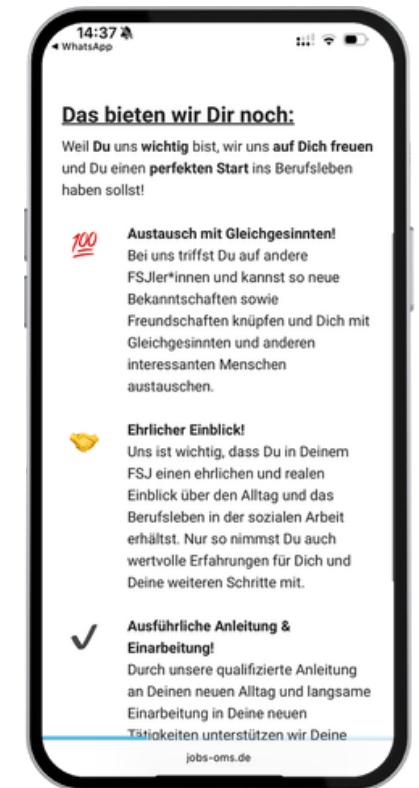 14:37
WhatsApp
Das bieten wir Dir noch:
Weil Du uns wichtig bist, wir uns auf Dich freuen
und Du einen perfekten Start ins Berufsleben
haben sollst!
💯
Austausch mit Gleichgesinnten!
Bei uns triffst Du auf andere
FSJler*innen und kannst so neue
Bekanntschaften sowie
Freundschaften knüpfen und Dich mit
Gleichgesinnten und anderen
interessanten Menschen
austauschen.
Ehrlicher Einblick!
Uns ist wichtig, dass Du in Deinem
FSJ einen ehrlichen und realen
Einblick über den Alltag und das
Berufsleben in der sozialen Arbeit
erhältst. Nur so nimmst Du auch
wertvolle Erfahrungen für Dich und
Deine weiteren Schritte mit.
Ausführliche Anleitung &
Einarbeitung!
Durch unsere qualifizierte Anleitung
an Deinen neuen Alltag und langsame
Einarbeitung in Deine neuen
Tätigkeiten unterstützen wir Deine
jobs-oms.de